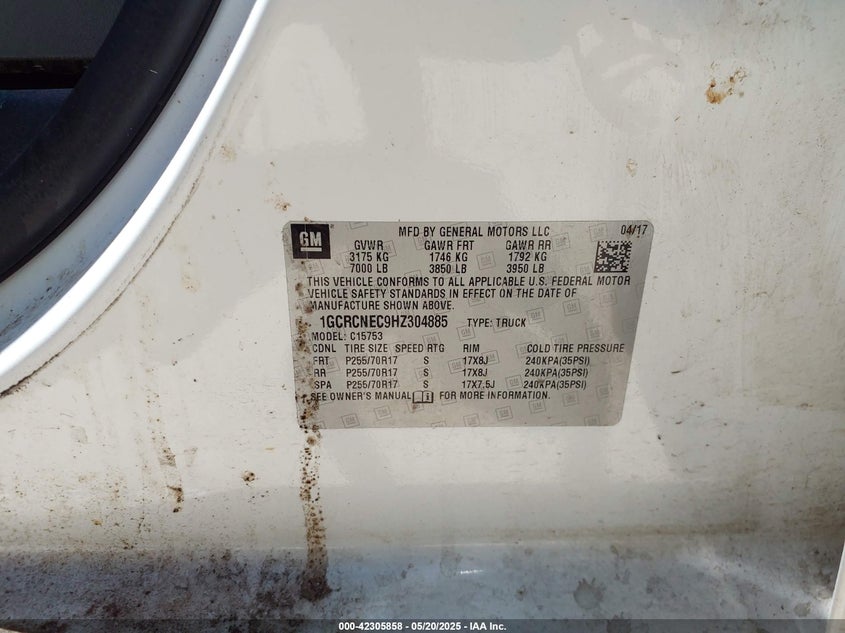 GM
MFD BY GENERAL MOTORS LLC 04/17
GVWR GAWR FRT GAWR RR
3175 KG 1746 KG 1792 KG
7000 LB 3850 LB 3950 LB
THIS VEHICLE CONFORMS TO ALL APPLICABLE U.S. FEDERAL MOTOR
VEHICLE SAFETY STANDARDS IN EFFECT ON THE DATE OF
MANUFACTURE SHOWN ABOVE.
1GCRCNEC9HZ304885 TYPE: TRUCK
MODEL: C15753
CDNL TIRE SIZE SPEED RTG RIM COLD TIRE PRESSURE
FRT P255/70R17 S 17X8J 240KPA(35PSI)
RR P255/70R17 S 17X8J 240KPA(35PSI)
SPA P255/70R17 S 17X7.5J 240KPA(35PSI)
SEE OWNER'S MANUAL i FOR MORE INFORMATION.
000-42305858 - 05/20/2025 - IAA Inc.